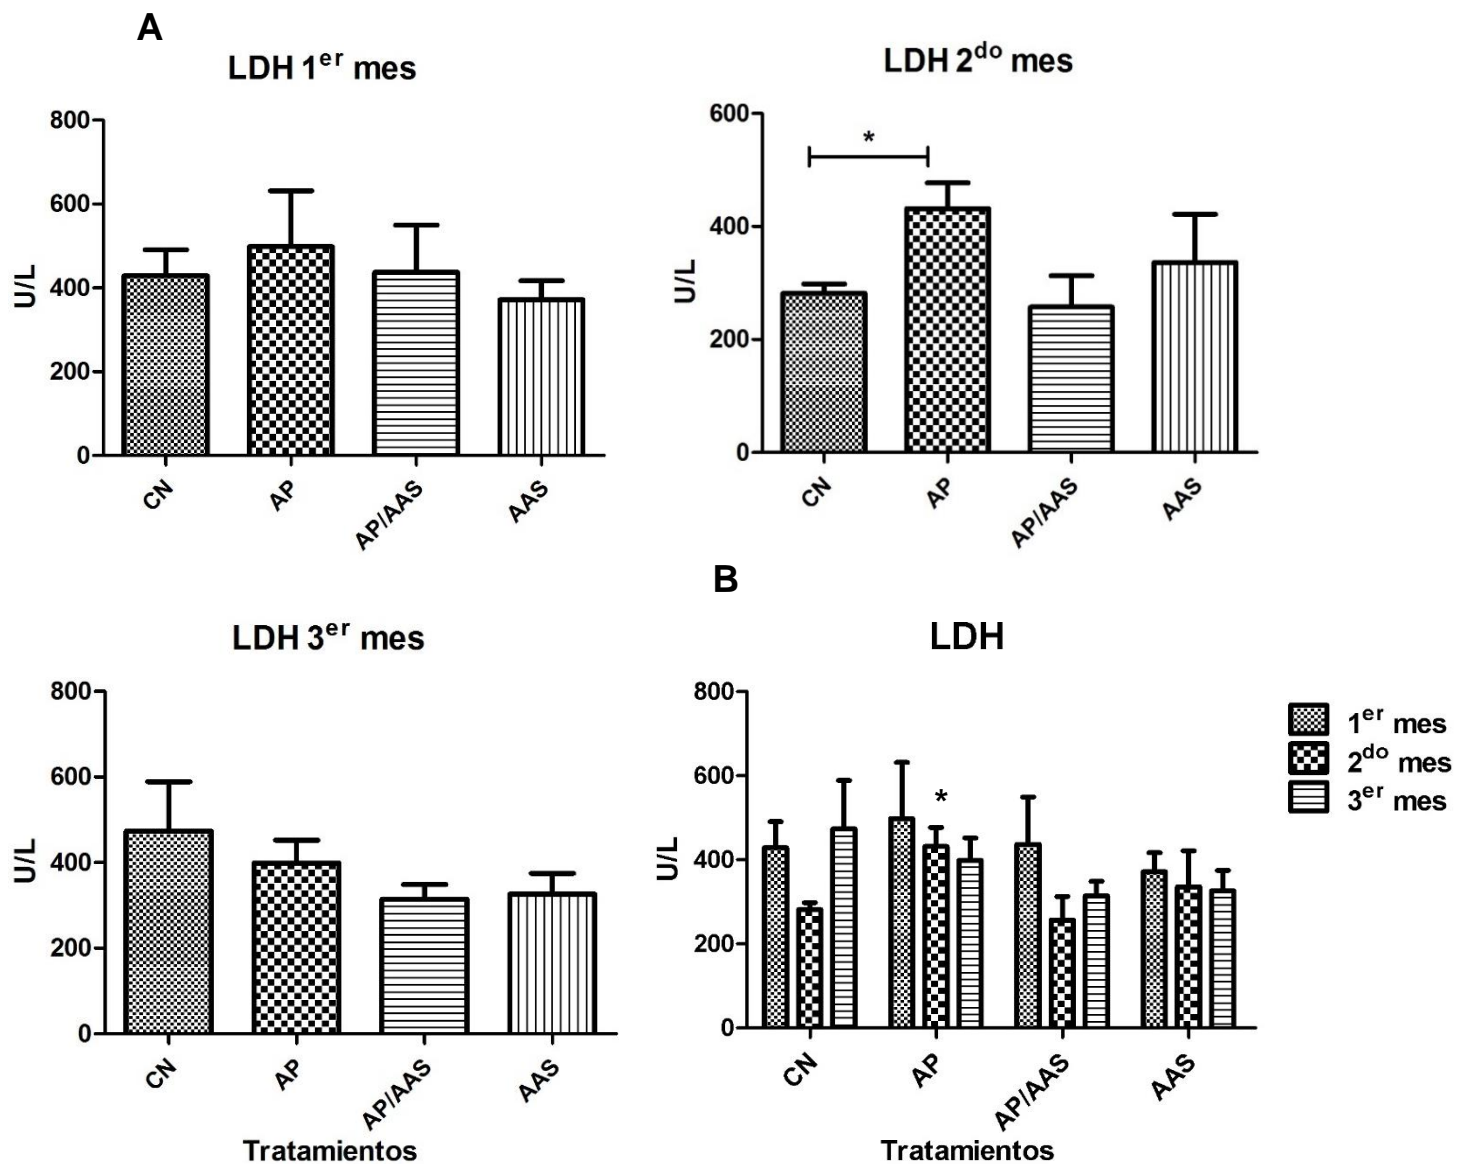 A
LDH 1er mes
800
600
400
200
0
U/L
CN
AP
AP/AAS
AAS
LDH 2do mes
600
400
200
0
U/L
*
CN
AP
AP/AAS
AAS
LDH 3er mes
800
600
400
200
0
U/L
CN
AP
AP/AAS
AAS
Tratamientos
B
LDH
800
600
400
200
0
U/L
*
CN
AP
AP/AAS
AAS
Tratamientos
1er mes
2do mes
3er mes